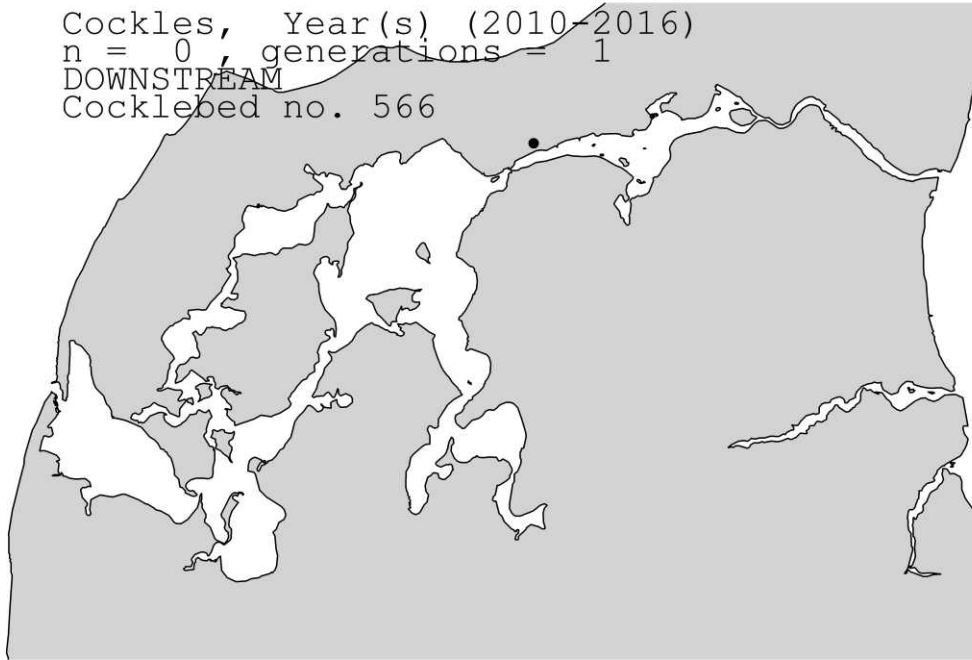 Cockles, Year(s) (2010-2016)
n = 0 , generations = 1
DOWNSTREAM
Cocklebed no. 566